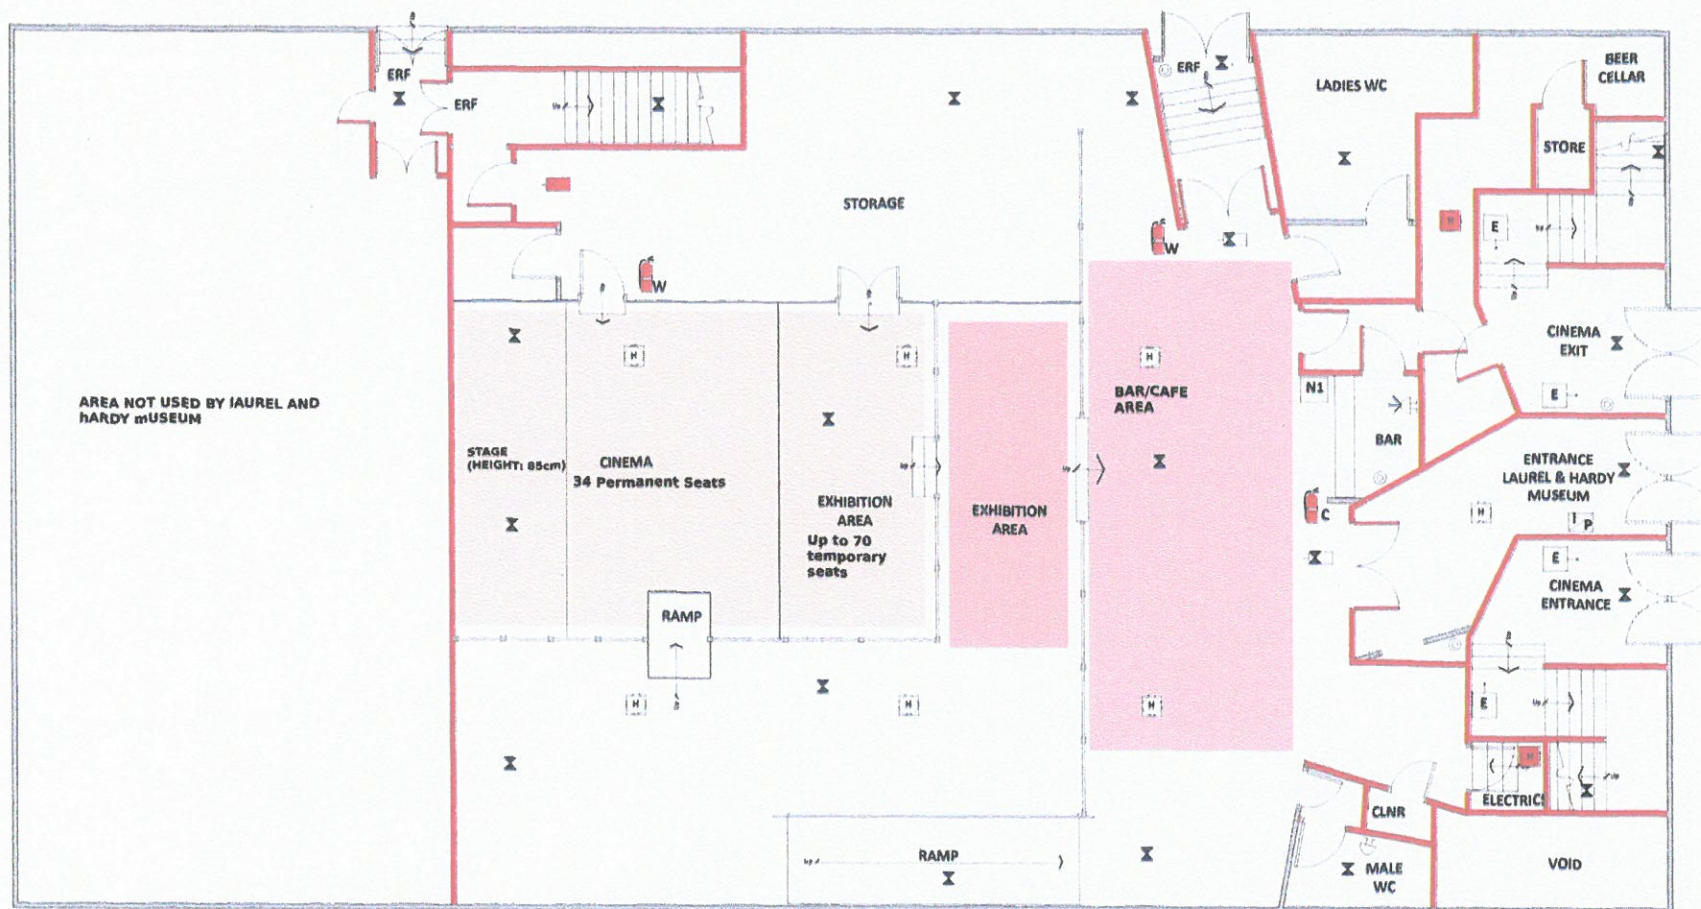 ERF
ERF
ERF
LADIES WC
BEER
CELLAR
STORE
STORAGE
W
W
H
E
CINEMA
EXIT
E
H
H
H
N1
BAR/CAFE
AREA
BAR
AREA NOT USED BY lAUREL AND
hARDY mUSEUM
STAGE
(HEIGHT: 85cm)
CINEMA
34 Permanent Seats
EXHIBITION
AREA
Up to 70
temporary
seats
EXHIBITION
AREA
ENTRANCE
LAUREL & HARDY
MUSEUM
H
I P
C
E
CINEMA
ENTRANCE
RAMP
H
H
H
E
H
ELECTRICS
CLNR
RAMP
MALE
WC
VOID